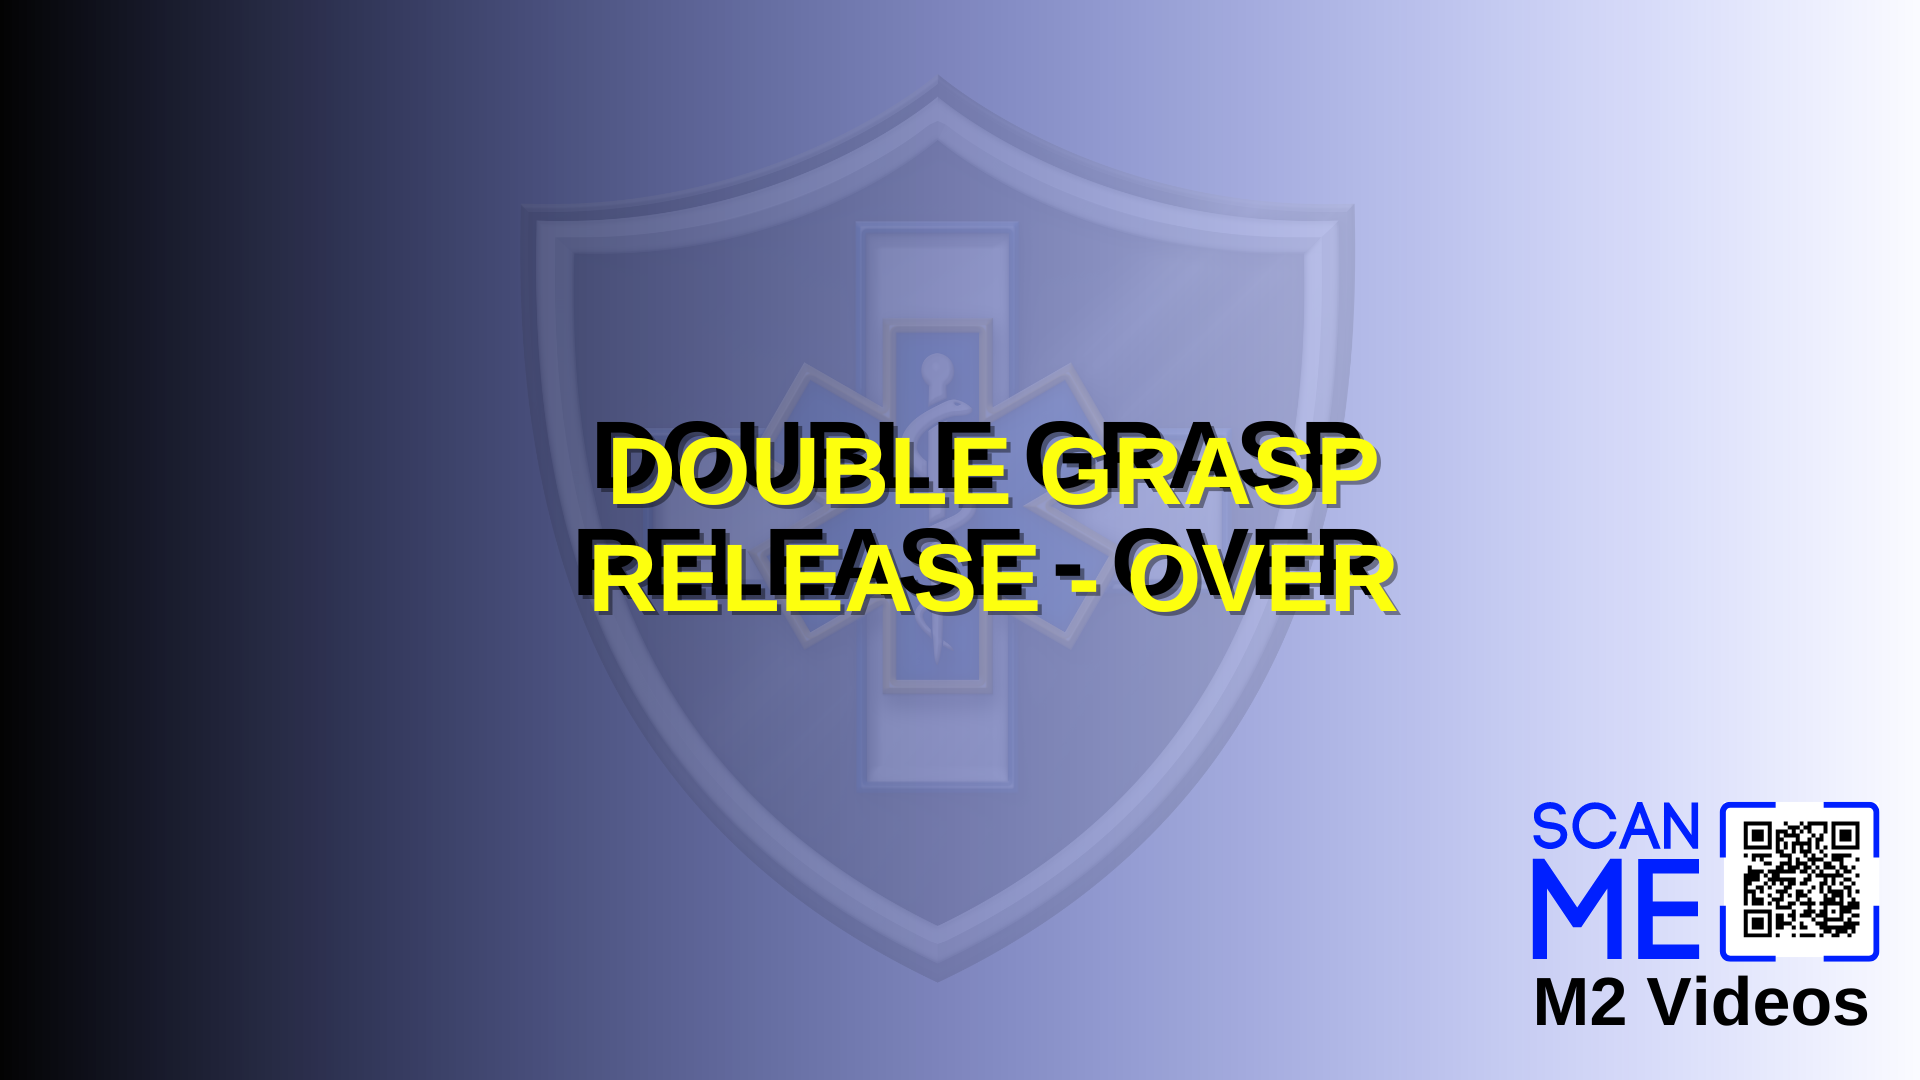 DOUBLE GRASP
RELEASE - OVER
SCAN
ME
M2 Videos